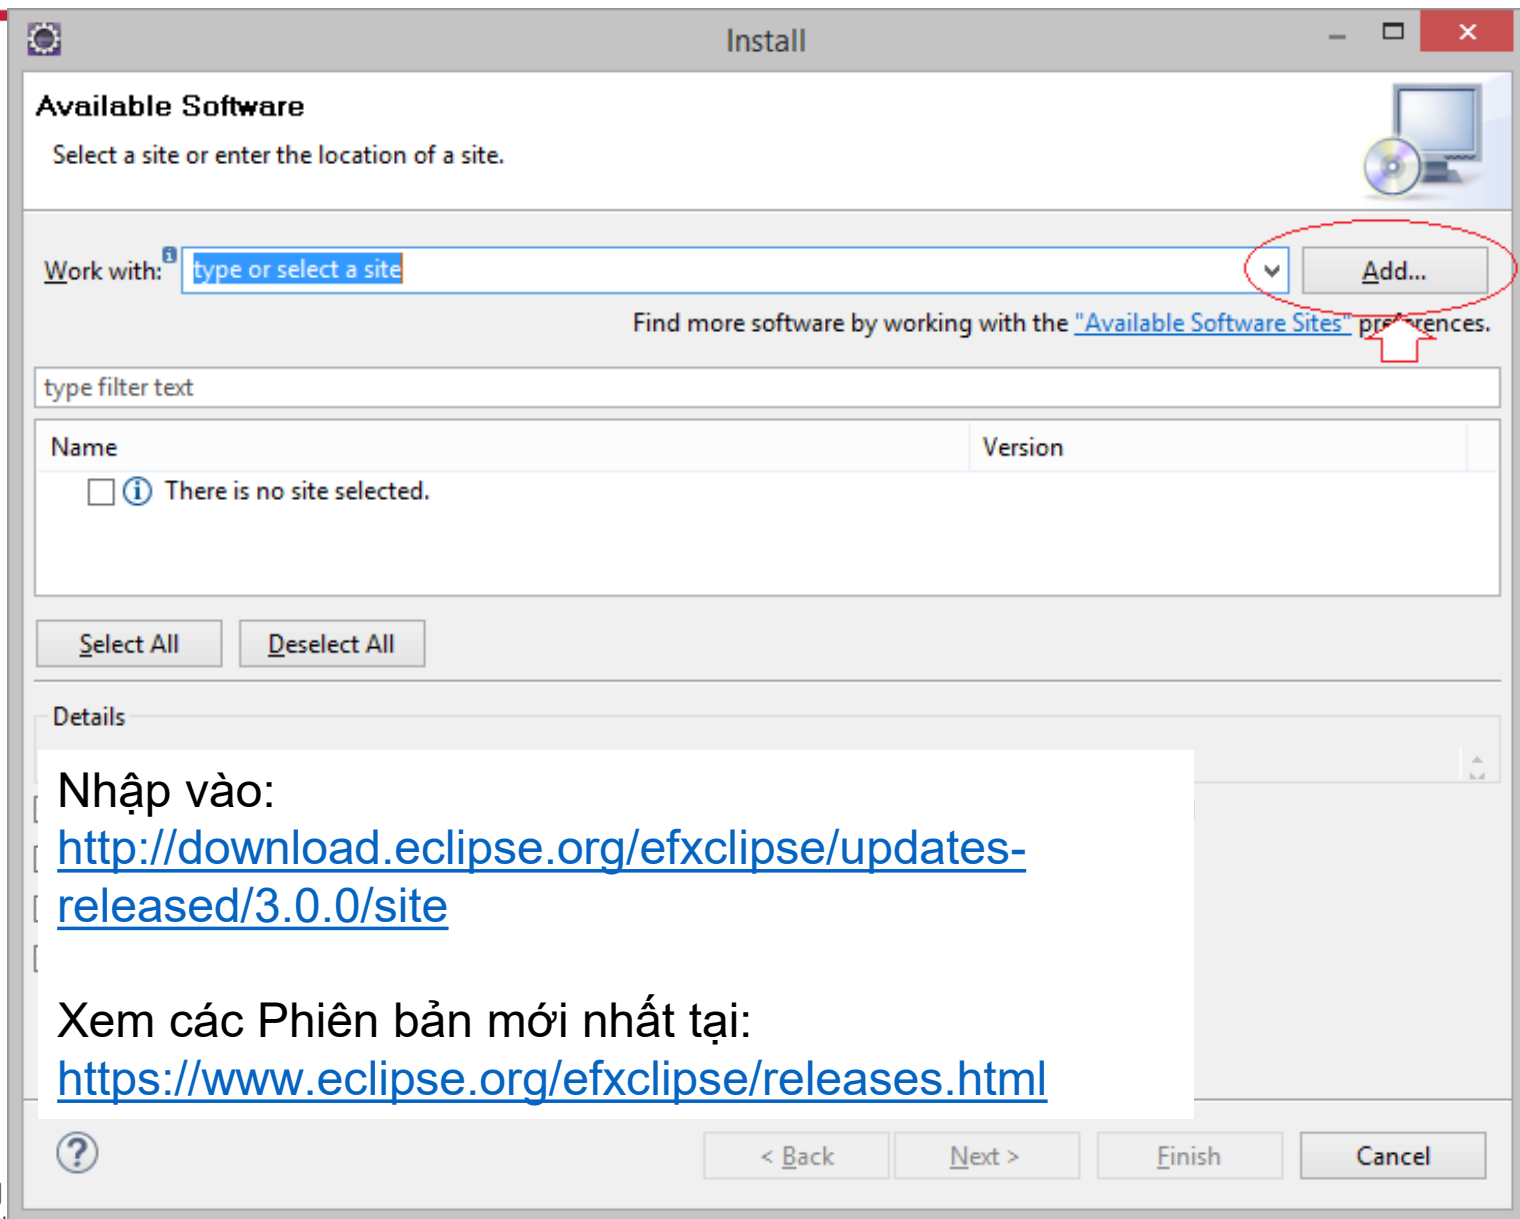 Install
Available Software
Select a site or enter the location of a site.
Work with: type or select a site Add...
Find more software by working with the "Available Software Sites" preferences.
type filter text
Name Version
There is no site selected.
Select All Deselect All
Details
Nhập vào:
http://download.eclipse.org/efxclipse/updates-
released/3.0.0/site
Xem các Phiên bản mới nhất tại:
https://www.eclipse.org/efxclipse/releases.html
< Back Next > Finish Cancel